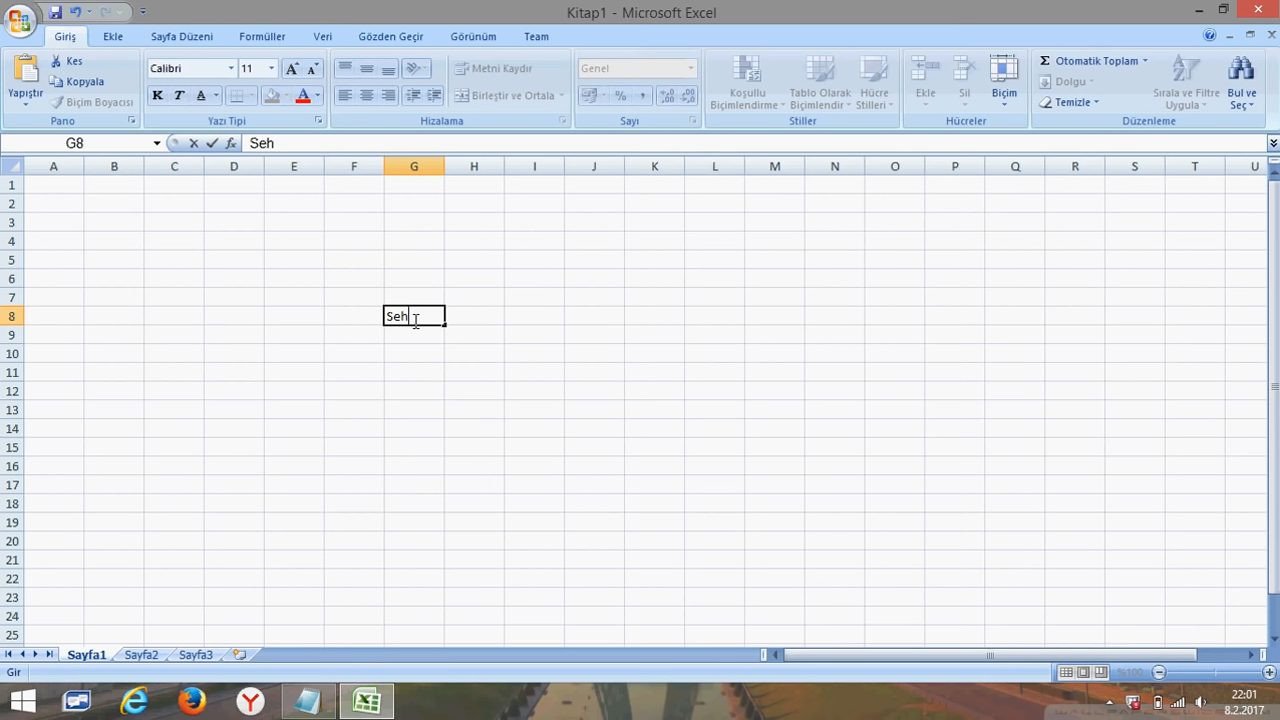 Kitap1 - Microsoft Excel
Giriş Ekle Sayfa Düzeni Formüller Veri Gözden Geçir Görünüm Team
Yapıştır
Kes
Kopyala
Biçim Boyacısı
Pano
Calibri 11
K T A
A A A
Yazı Tipi
Metni Kaydır
Birleştir ve Ortala
Hizalama
Genel
%
Sayı
Koşullu Biçimlendirme
Tablo Olarak Biçimlendir
Hücre Stilleri
Stiller
Ekle Sil Biçim
Hücreler
Σ Otomatik Toplam
Dolgu
Temizle
Sırala ve Filtre Uygula
Bul ve Seç
Düzenleme
G8 fx Seh
A B C D E F G H I J K L M N O P Q R S T U
1
2
3
4
5
6
7
8 Seh
9
10
11
12
13
14
15
16
17
18
19
20
21
22
23
24
25
Sayfa1 Sayfa2 Sayfa3
Gir %100
22:01
8.2.2017